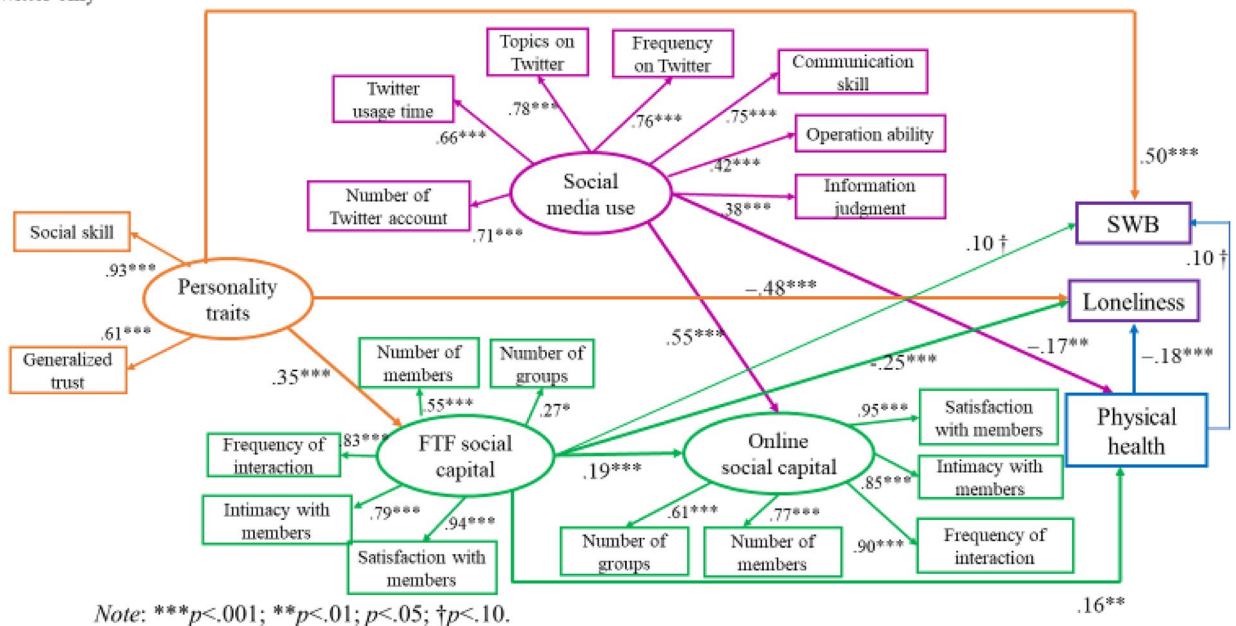 Topics on
Twitter
Frequency
on Twitter
Communication
skill
Twitter
usage time
.78***
.76***
.75***
.66***
Operation ability
.42***
.50***
Social
media use
Number of
Twitter account
Information
judgment
.38***
.71***
Social skill
SWB
.10 †
.10 †
.93***
Personality
traits
–.48***
Loneliness
.61***
Generalized
trust
.55***
–.17**
–.18***
-.25***
.35***
Number of
members
Number of
groups
.55***
.27*
.95***
Satisfaction
with members
Physical
health
.83***
Frequency of
interaction
FTF social
capital
Online
social capital
.19***
.85***
Intimacy with
members
Intimacy with
members
.79***
.94***
.61***
.77***
Satisfaction with
members
Number of
groups
Number of
members
.90***
Frequency of
interaction
.16**
Note: ***p<.001; **p<.01; p<.05; †p<.10.